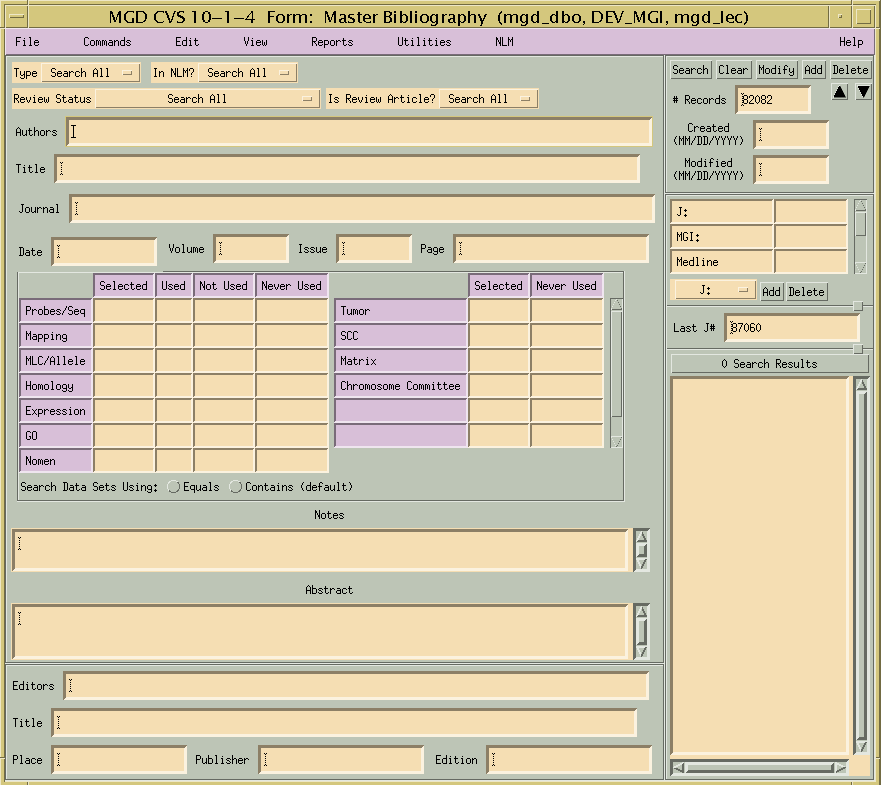 MGD CVS 10-1-4 Form: Master Bibliography (mgd_dbo, DEV_MGI, mgd_lec)
File Commands Edit View Reports Utilities NLM Help
Type Search All In NLM? Search All
Review Status Search All Is Review Article? Search All
Authors
Title
Journal
Date Volume Issue Page
Selected Used Not Used Never Used
Probes/Seq
Mapping
MLC/Allele
Homology
Expression
GO
Nomen
Selected Never Used
Tumor
SCC
Matrix
Chromosome Committee
Search Data Sets Using: Equals Contains (default)
Notes
Abstract
Editors
Title
Place Publisher Edition
Search Clear Modify Add Delete
# Records 82082
Created
(MM/DD/YYYY)
Modified
(MM/DD/YYYY)
J:
MGI:
Medline
J: Add Delete
Last J# 87060
0 Search Results